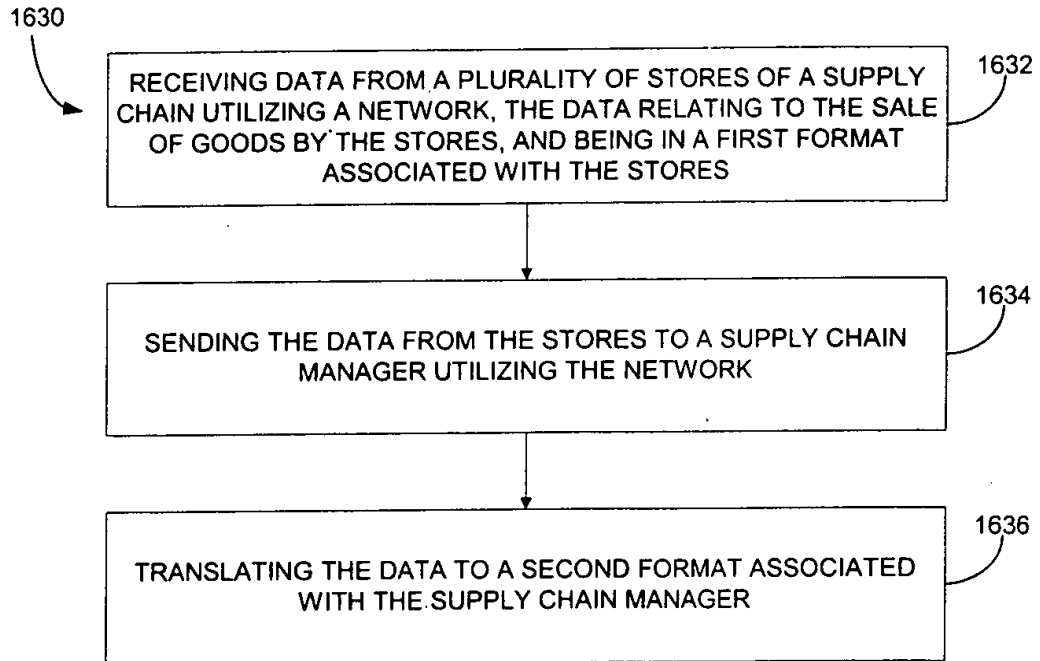 1630
RECEIVING DATA FROM A PLURALITY OF STORES OF A SUPPLY
CHAIN UTILIZING A NETWORK, THE DATA RELATING TO THE SALE
OF GOODS BY THE STORES, AND BEING IN A FIRST FORMAT
ASSOCIATED WITH THE STORES
1632
SENDING THE DATA FROM THE STORES TO A SUPPLY CHAIN
MANAGER UTILIZING THE NETWORK
1634
TRANSLATING THE DATA TO A SECOND FORMAT ASSOCIATED
WITH THE SUPPLY CHAIN MANAGER
1636